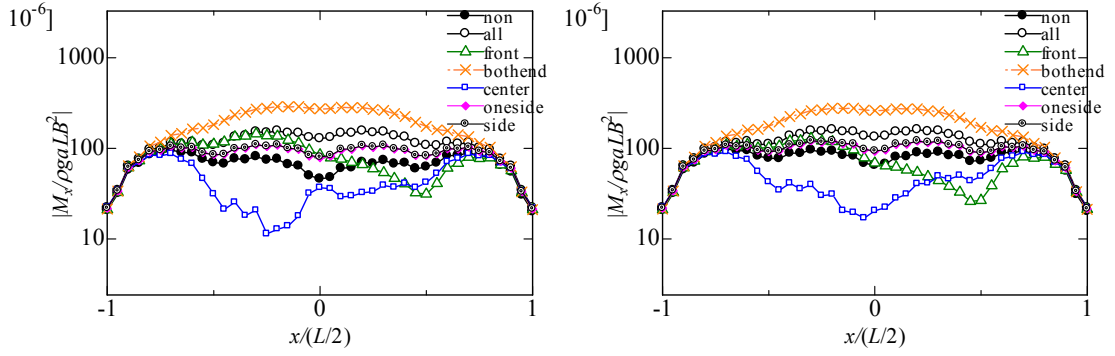 10⁻⁶]
1000
100
10
|Mₓ/ρgaLB²|
-1
0
1
x/(L/2)
non
all
front
bothend
center
oneside
side
10⁻⁶]
1000
100
10
|Mₓ/ρgaLB²|
-1
0
1
x/(L/2)
non
all
front
bothend
center
oneside
side